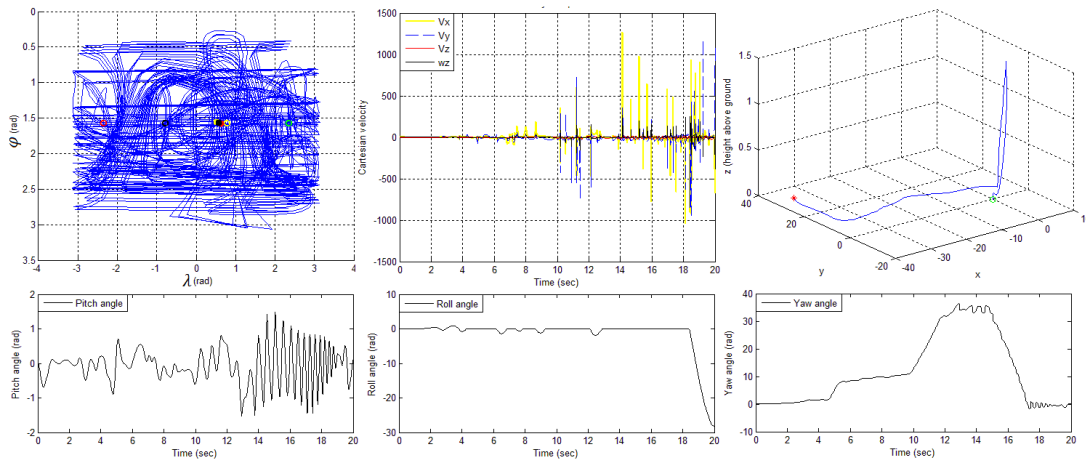 0
0.5
1
1.5
2
2.5
3
3.5
φ (rad)
-4 -3 -2 -1 0 1 2 3 4
λ (rad)
1500
1000
500
0
-500
-1000
-1500
Cartesian velocity
Vx
Vy
Vz
wz
0 2 4 6 8 10 12 14 16 18 20
Time (sec)
1.5
1
0.5
0
z (height above ground
40
20
0
-20
y
-40
-30
-20
-10
0
1
x
Pitch angle
2
1
0
-1
-2
Pitch angle (rad)
0 2 4 6 8 10 12 14 16 18 20
Time (sec)
Roll angle
10
0
-10
-20
-30
Roll angle (rad)
0 2 4 6 8 10 12 14 16 18 20
Time (sec)
Yaw angle
40
30
20
10
0
-10
Yaw angle (rad)
0 2 4 6 8 10 12 14 16 18 20
Time (sec)